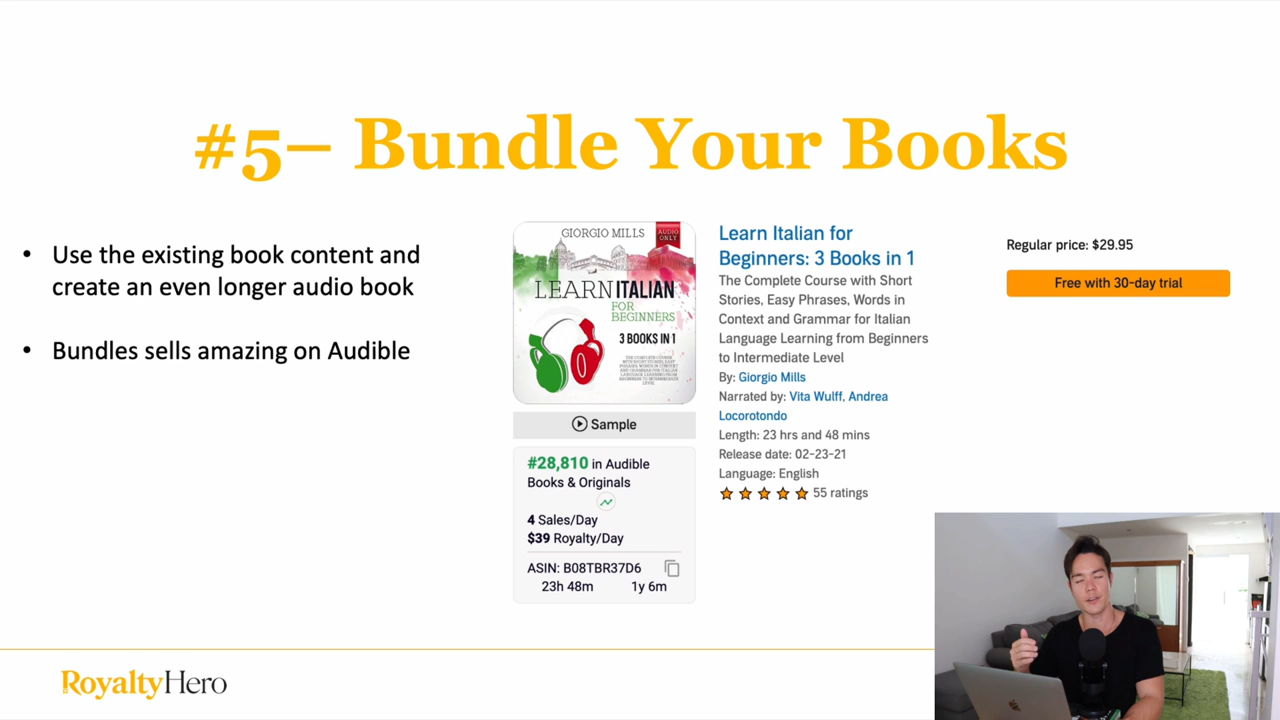 #5– Bundle Your Books
• Use the existing book content and
create an even longer audio book
• Bundles sells amazing on Audible
GIORGIO MILLS
AUDIO
ONLY
LEARN ITALIAN
FOR
BEGINNERS
3 BOOKS IN 1
Sample
#28,810 in Audible
Books & Originals
4 Sales/Day
$39 Royalty/Day
ASIN: B08TBR37D6
23h 48m 1y 6m
Learn Italian for
Beginners: 3 Books in 1
The Complete Course with Short
Stories, Easy Phrases, Words in
Context and Grammar for Italian
Language Learning from Beginners
to Intermediate Level
By: Giorgio Mills
Narrated by: Vita Wulff, Andrea
Locorotondo
Length: 23 hrs and 48 mins
Release date: 02-23-21
Language: English
55 ratings
Regular price: $29.95
Free with 30-day trial
RoyaltyHero